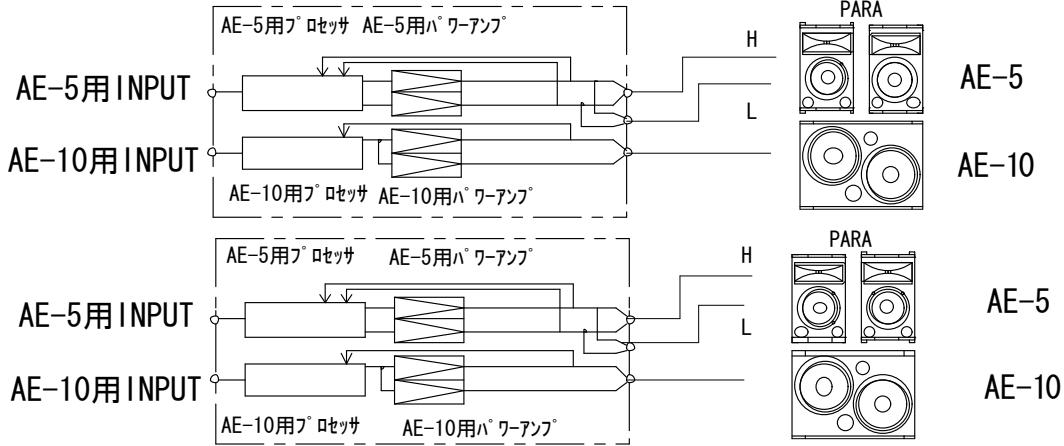 PARA
AE-5用ﾌﾟﾛｾｯｻ AE-5用ﾊﾟﾜｰｱﾝﾌﾟ
H
AE-5用INPUT
AE-5
L
AE-10用INPUT
AE-10
AE-10用ﾌﾟﾛｾｯｻ AE-10用ﾊﾟﾜｰｱﾝﾌﾟ
PARA
AE-5用ﾌﾟﾛｾｯｻ AE-5用ﾊﾟﾜｰｱﾝﾌﾟ
H
AE-5用INPUT
AE-5
L
AE-10用INPUT
AE-10
AE-10用ﾌﾟﾛｾｯｻ AE-10用ﾊﾟﾜｰｱﾝﾌﾟ